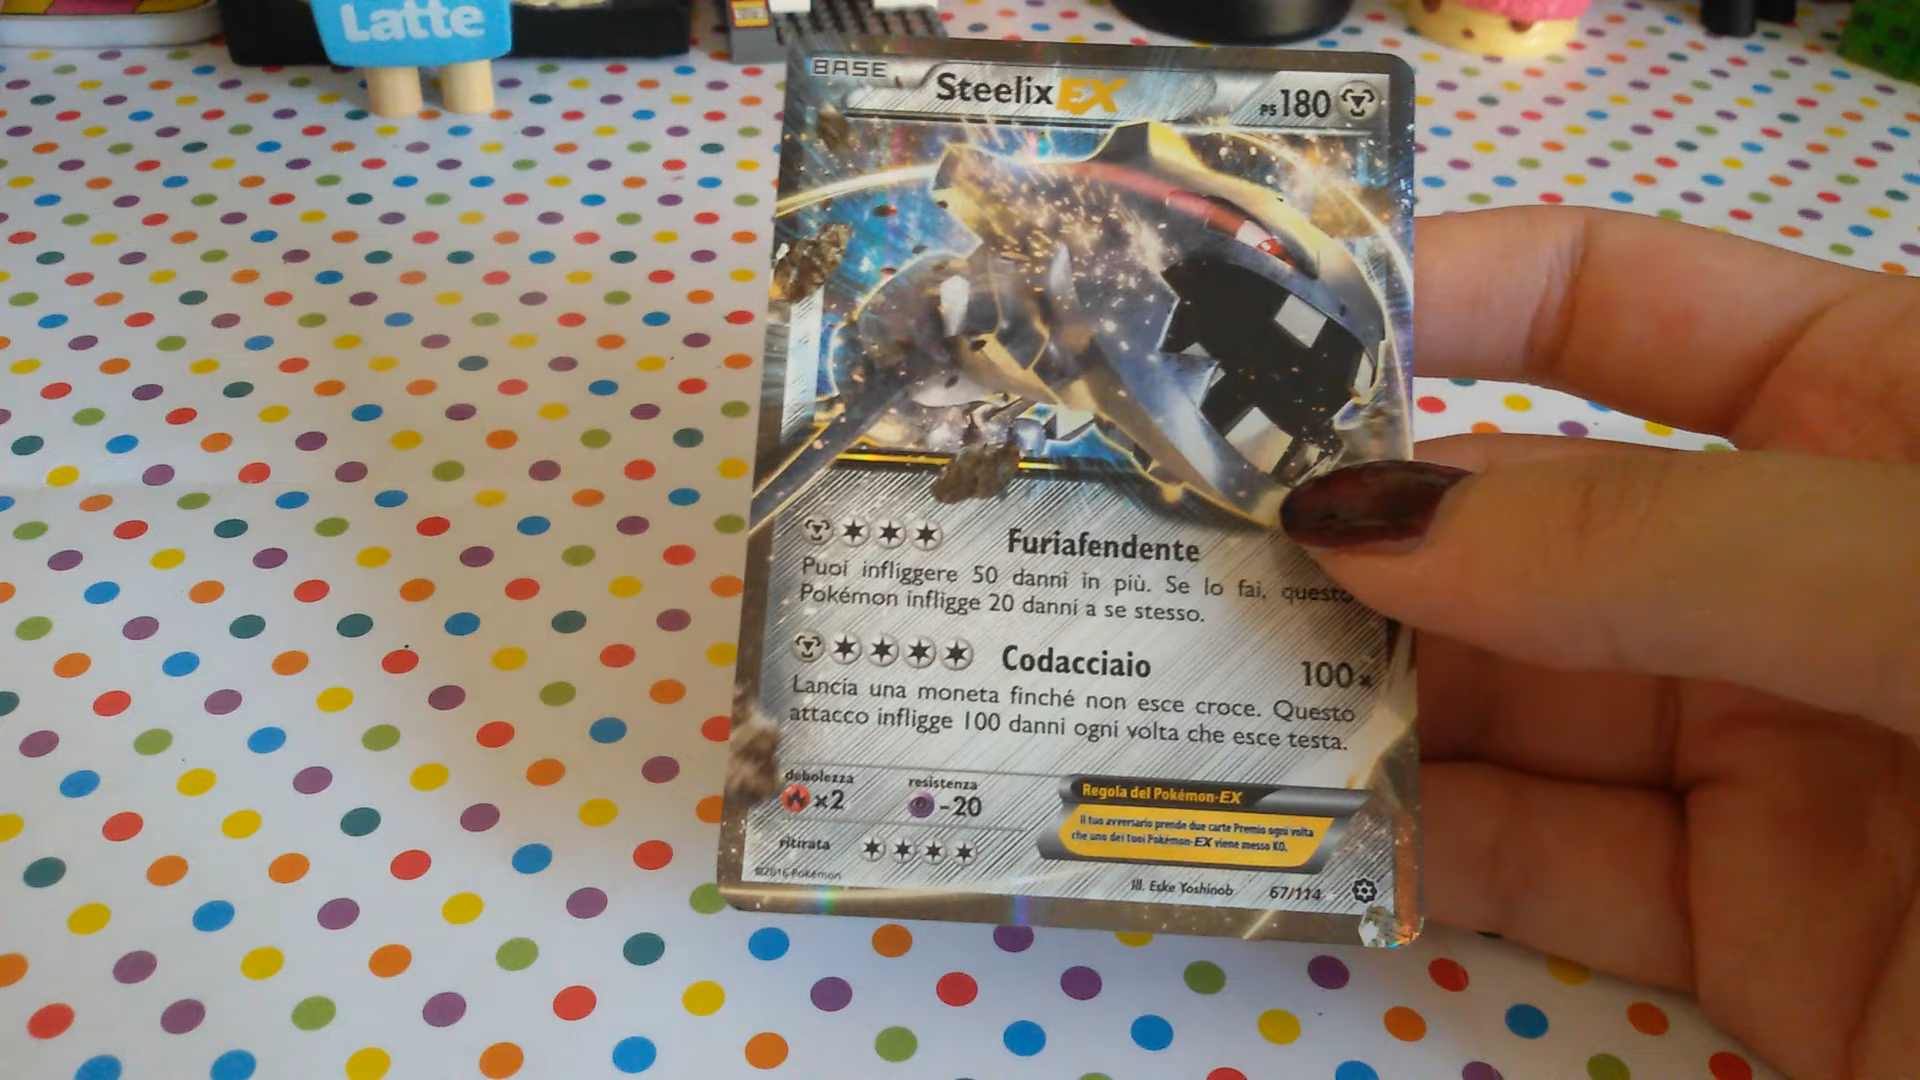 Latte
BASE
Steelix EX
PS 180
Furiafendente
Puoi infliggere 50 danni in più. Se lo fai, questo
Pokémon infligge 20 danni a se stesso.
Codacciaio 100×
Lancia una moneta finché non esce croce. Questo
attacco infligge 100 danni ogni volta che esce testa.
debolezza
×2
resistenza
-20
ritirata
Regola del Pokémon-EX
Il tuo avversario prende due carte Premio ogni volta
che uno dei tuoi Pokémon-EX viene messo KO.
©2016 Pokémon
Ill. Eske Yoshinob
67/114